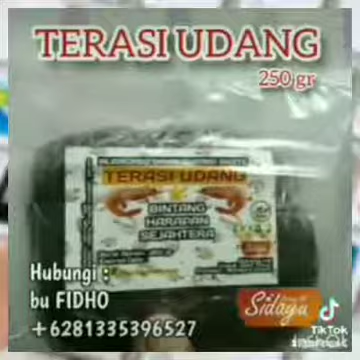 TERASI UDANG
250 gr
TERASI UDANG
BINTANG
HARAPAN
SEJAHTERA
Hubungi :
bu FIDHO
+6281335396527
Sidayu
TikTok